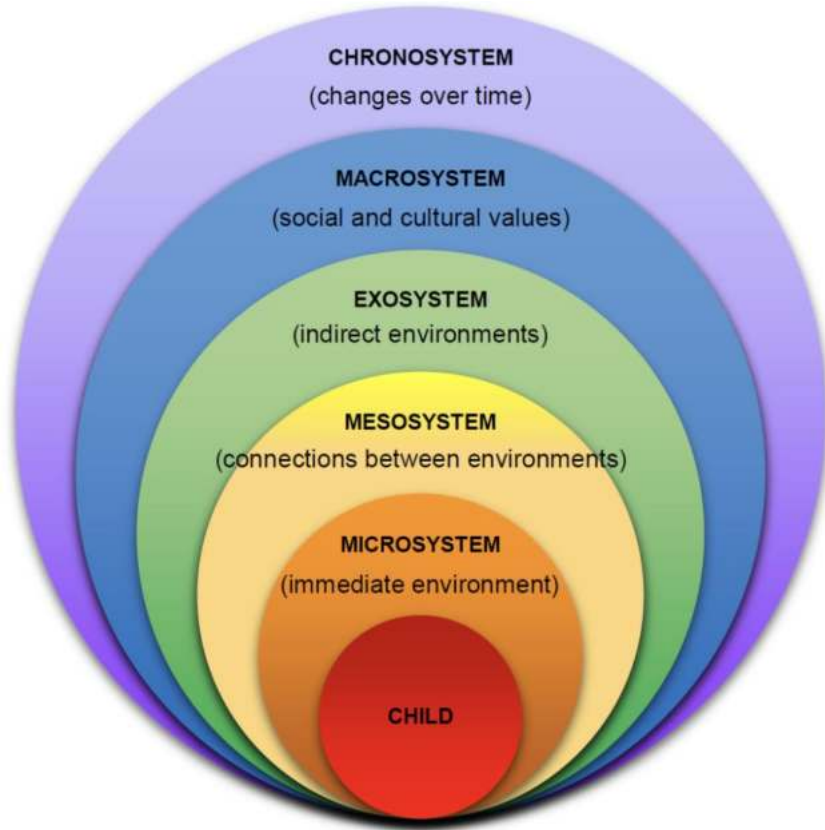 CHRONOSYSTEM
(changes over time)
MACROSYSTEM
(social and cultural values)
EXOSYSTEM
(indirect environments)
MESOSYSTEM
(connections between environments)
MICROSYSTEM
(immediate environment)
CHILD